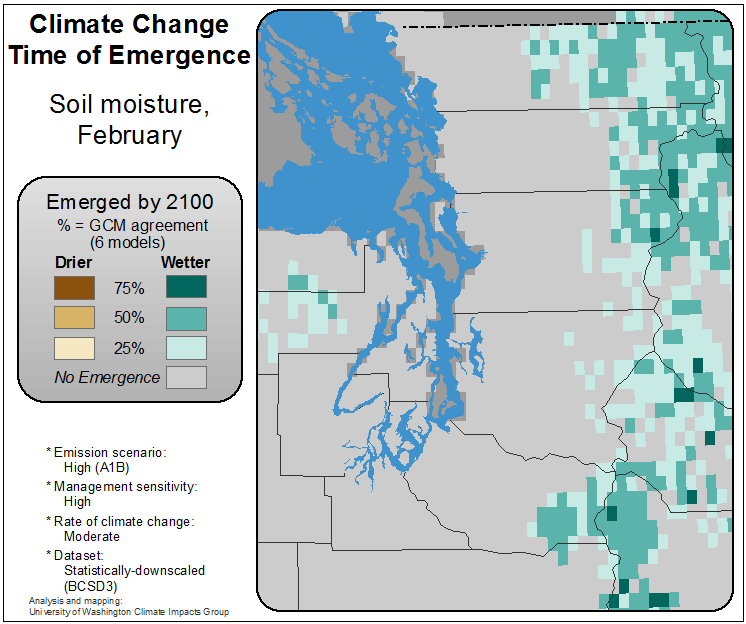 Climate Change
Time of Emergence
Soil moisture,
February
Emerged by 2100
% = GCM agreement
(6 models)
Drier Wetter
75%
50%
25%
No Emergence
* Emission scenario:
High (A1B)
* Management sensitivity:
High
* Rate of climate change:
Moderate
* Dataset:
Statistically-downscaled
(BCSD3)
Analysis and mapping:
University of Washington Climate Impacts Group